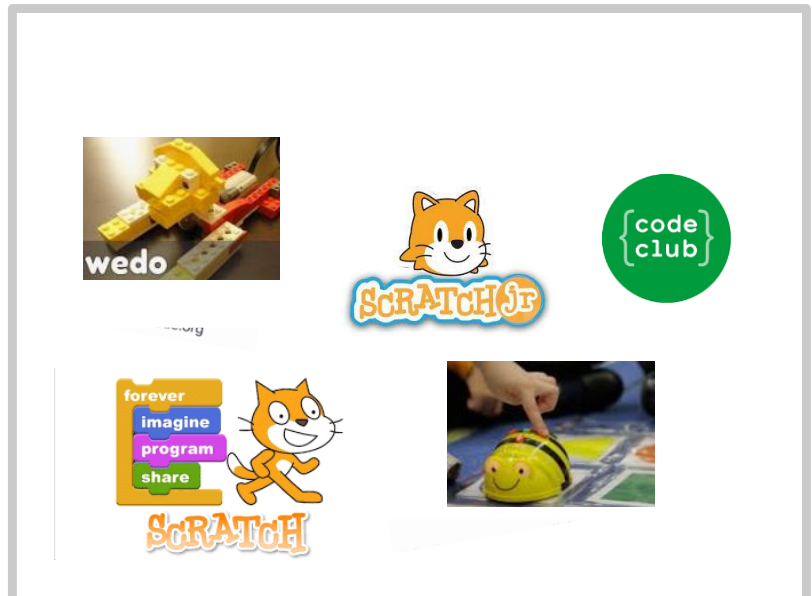 wedo
SCRATCH jr
{code
club}
forever
imagine
program
share
SCRATCH